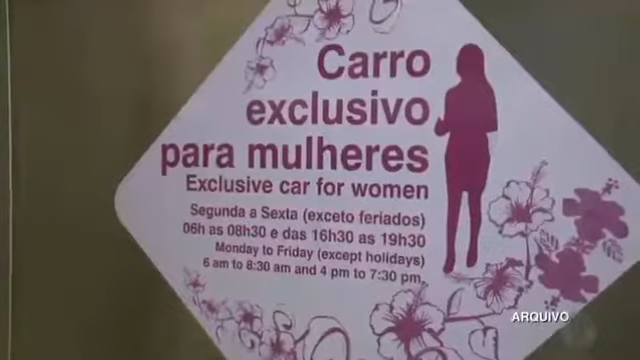 Carro
exclusivo
para mulheres
Exclusive car for women
Segunda a Sexta (exceto feriados)
06h as 08h30 e das 16h30 as 19h30
Monday to Friday (except holidays)
6 am to 8:30 am and 4 pm to 7:30 pm.
ARQUIVO